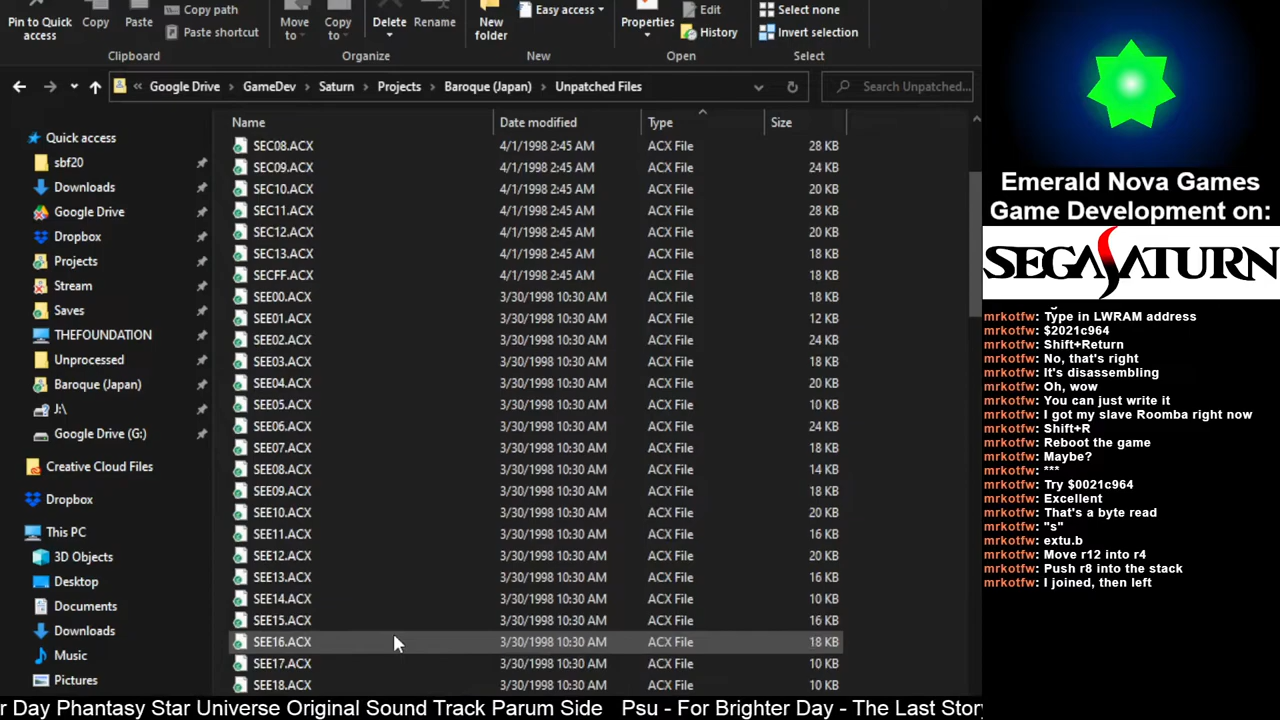 Pin to Quick access
Copy
Paste
Copy path
Paste shortcut
Move to
Copy to
Delete
Rename
New folder
Easy access
Properties
Edit
History
Select none
Invert selection
Clipboard
Organize
New
Open
Select
« Google Drive > GameDev > Saturn > Projects > Baroque (Japan) > Unpatched Files
Search Unpatched...
Quick access
sbf20
Downloads
Google Drive
Dropbox
Projects
Stream
Saves
THEFOUNDATION
Unprocessed
Baroque (Japan)
J:\
Google Drive (G:)
Creative Cloud Files
Dropbox
This PC
3D Objects
Desktop
Documents
Downloads
Music
Pictures
Name Date modified Type Size
SEC08.ACX 4/1/1998 2:45 AM ACX File 28 KB
SEC09.ACX 4/1/1998 2:45 AM ACX File 24 KB
SEC10.ACX 4/1/1998 2:45 AM ACX File 20 KB
SEC11.ACX 4/1/1998 2:45 AM ACX File 28 KB
SEC12.ACX 4/1/1998 2:45 AM ACX File 20 KB
SEC13.ACX 4/1/1998 2:45 AM ACX File 18 KB
SECFF.ACX 4/1/1998 2:45 AM ACX File 18 KB
SEE00.ACX 3/30/1998 10:30 AM ACX File 18 KB
SEE01.ACX 3/30/1998 10:30 AM ACX File 12 KB
SEE02.ACX 3/30/1998 10:30 AM ACX File 24 KB
SEE03.ACX 3/30/1998 10:30 AM ACX File 18 KB
SEE04.ACX 3/30/1998 10:30 AM ACX File 20 KB
SEE05.ACX 3/30/1998 10:30 AM ACX File 10 KB
SEE06.ACX 3/30/1998 10:30 AM ACX File 24 KB
SEE07.ACX 3/30/1998 10:30 AM ACX File 18 KB
SEE08.ACX 3/30/1998 10:30 AM ACX File 14 KB
SEE09.ACX 3/30/1998 10:30 AM ACX File 18 KB
SEE10.ACX 3/30/1998 10:30 AM ACX File 20 KB
SEE11.ACX 3/30/1998 10:30 AM ACX File 16 KB
SEE12.ACX 3/30/1998 10:30 AM ACX File 20 KB
SEE13.ACX 3/30/1998 10:30 AM ACX File 16 KB
SEE14.ACX 3/30/1998 10:30 AM ACX File 10 KB
SEE15.ACX 3/30/1998 10:30 AM ACX File 16 KB
SEE16.ACX 3/30/1998 10:30 AM ACX File 18 KB
SEE17.ACX 3/30/1998 10:30 AM ACX File 10 KB
SEE18.ACX 3/30/1998 10:30 AM ACX File 10 KB
Emerald Nova Games
Game Development on:
SEGA SATURN
mrkotfw: Type in LWRAM address
mrkotfw: $2021c964
mrkotfw: Shift+Return
mrkotfw: No, that's right
mrkotfw: It's disassembling
mrkotfw: Oh, wow
mrkotfw: You can just write it
mrkotfw: I got my slave Roomba right now
mrkotfw: Shift+R
mrkotfw: Reboot the game
mrkotfw: Maybe?
mrkotfw: ***
mrkotfw: Try $0021c964
mrkotfw: Excellent
mrkotfw: That's a byte read
mrkotfw: "s"
mrkotfw: extu.b
mrkotfw: Move r12 into r4
mrkotfw: Push r8 into the stack
mrkotfw: I joined, then left
r Day Phantasy Star Universe Original Sound Track Parum Side Psu - For Brighter Day - The Last Story